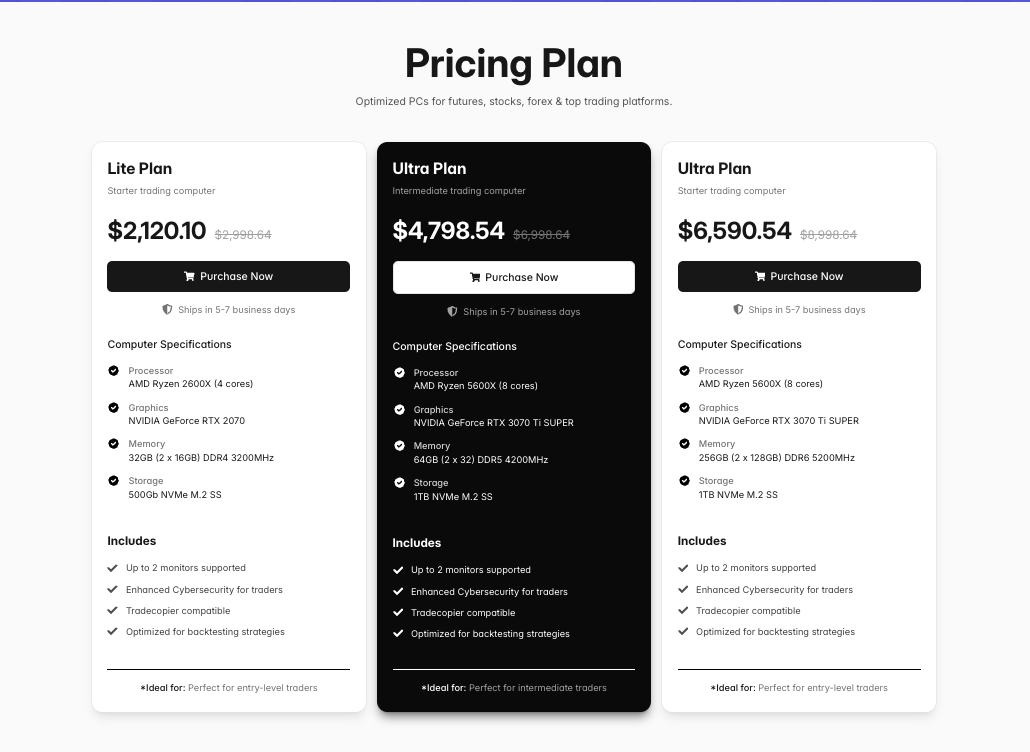 Pricing Plan
Optimized PCs for futures, stocks, forex & top trading platforms.
Lite Plan
Starter trading computer
$2,120.10 $2,998.64
Purchase Now
Ships in 5-7 business days
Computer Specifications
Processor
AMD Ryzen 2600X (4 cores)
Graphics
NVIDIA GeForce RTX 2070
Memory
32GB (2 x 16GB) DDR4 3200MHz
Storage
500Gb NVMe M.2 SS
Includes
Up to 2 monitors supported
Enhanced Cybersecurity for traders
Tradecopier compatible
Optimized for backtesting strategies
*Ideal for: Perfect for entry-level traders
Ultra Plan
Intermediate trading computer
$4,798.54 $6,998.64
Purchase Now
Ships in 5-7 business days
Computer Specifications
Processor
AMD Ryzen 5600X (8 cores)
Graphics
NVIDIA GeForce RTX 3070 Ti SUPER
Memory
64GB (2 x 32) DDR5 4200MHz
Storage
1TB NVMe M.2 SS
Includes
Up to 2 monitors supported
Enhanced Cybersecurity for traders
Tradecopier compatible
Optimized for backtesting strategies
*Ideal for: Perfect for intermediate traders
Ultra Plan
Starter trading computer
$6,590.54 $8,998.64
Purchase Now
Ships in 5-7 business days
Computer Specifications
Processor
AMD Ryzen 5600X (8 cores)
Graphics
NVIDIA GeForce RTX 3070 Ti SUPER
Memory
256GB (2 x 128GB) DDR6 5200MHz
Storage
1TB NVMe M.2 SS
Includes
Up to 2 monitors supported
Enhanced Cybersecurity for traders
Tradecopier compatible
Optimized for backtesting strategies
*Ideal for: Perfect for entry-level traders